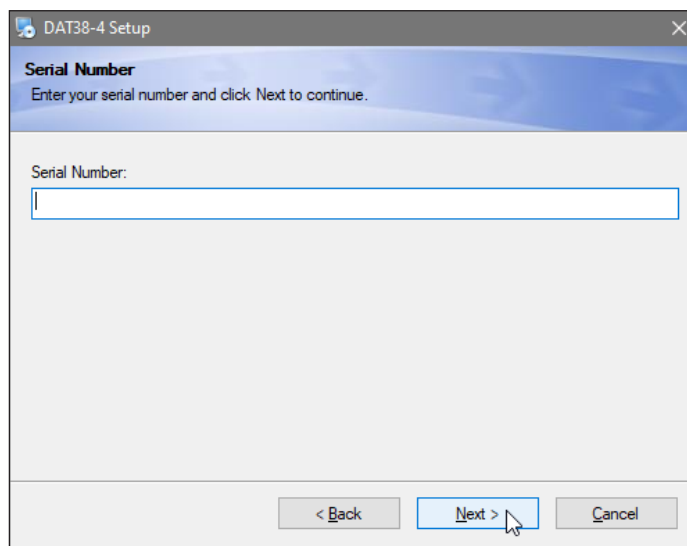 DAT38-4 Setup
Serial Number
Enter your serial number and click Next to continue.
Serial Number:
< Back
Next >
Cancel